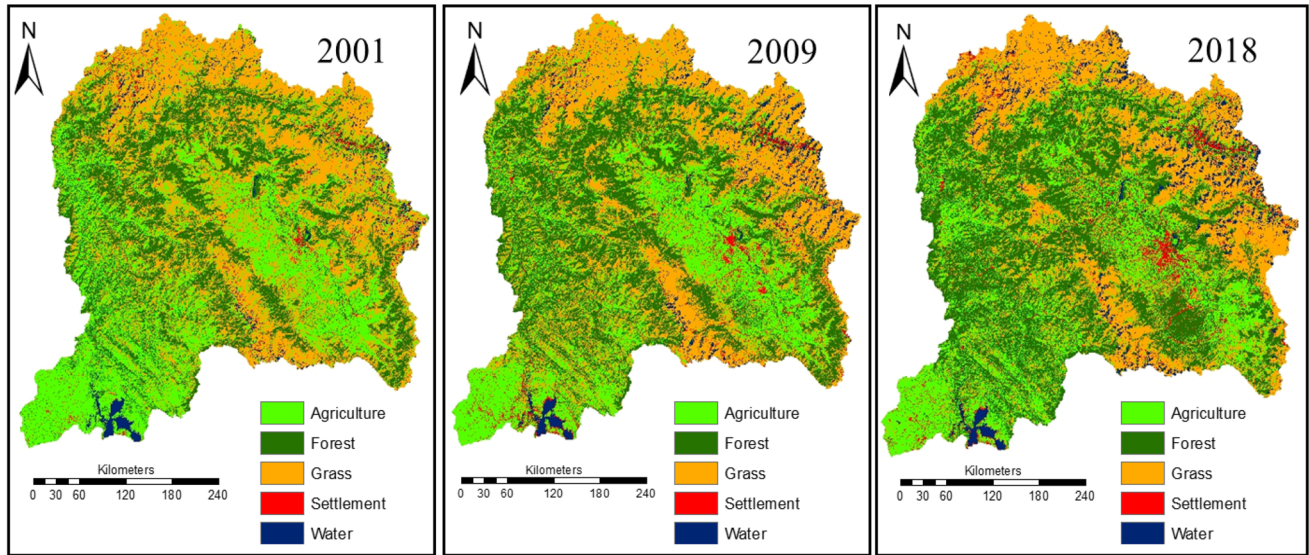 N
2001
Agriculture
Forest
Grass
Settlement
Water
Kilometers
0 30 60 120 180 240
N
2009
Agriculture
Forest
Grass
Settlement
Water
Kilometers
0 30 60 120 180 240
N
2018
Agriculture
Forest
Grass
Settlement
Water
Kilometers
0 30 60 120 180 240